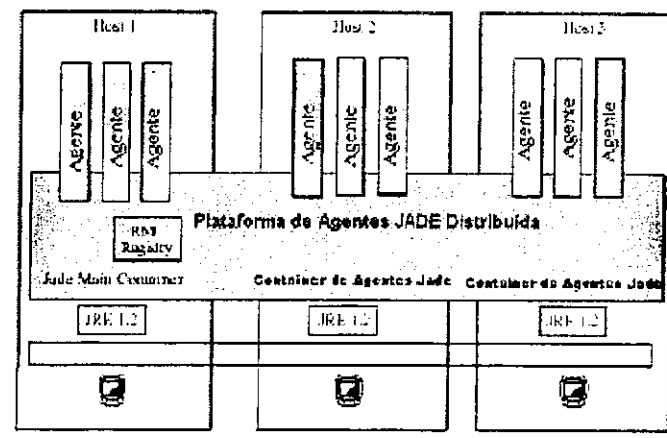 Host 1
Host 2
Host 3
Agente
Agente
Agente
Agente
Agente
Agente
Agente
Agente
Agente
Plataforma de Agentes JADE Distribuida
RMI
Registry
Jade Main Container
Container de Agentes Jade
Container de Agentes Jade
JRE 1.2
JRE 1.2
JRE 1.2